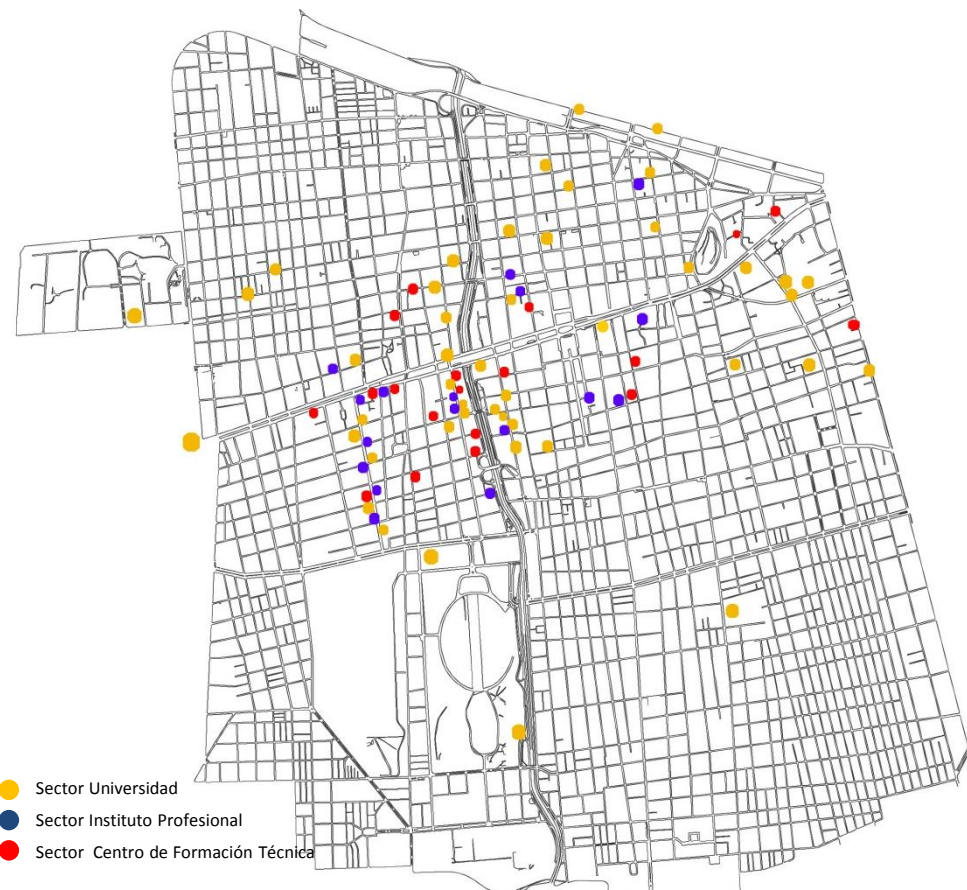 Sector Universidad
Sector Instituto Profesional
Sector Centro de Formación Técnica